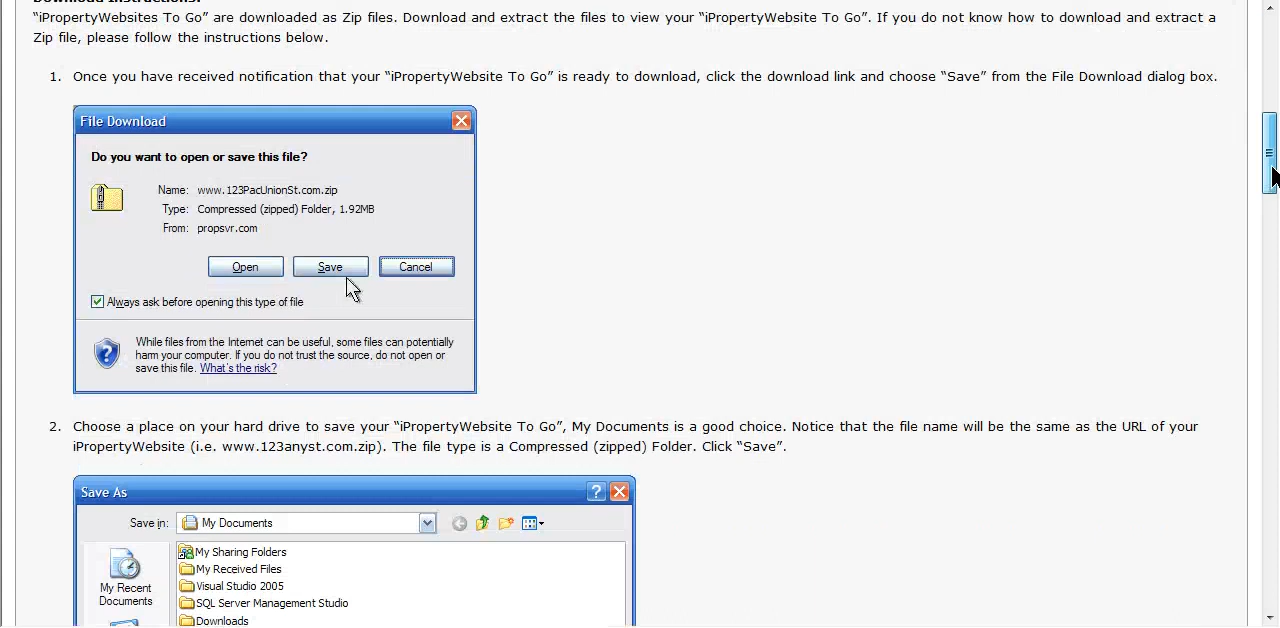 Download Instructions:
“iPropertyWebsites To Go” are downloaded as Zip files. Download and extract the files to view your “iPropertyWebsite To Go”. If you do not know how to download and extract a
Zip file, please follow the instructions below.
1. Once you have received notification that your “iPropertyWebsite To Go” is ready to download, click the download link and choose “Save” from the File Download dialog box.
File Download
Do you want to open or save this file?
Name: www.123PacUnionSt.com.zip
Type: Compressed (zipped) Folder, 1.92MB
From: propsvr.com
Open Save Cancel
Always ask before opening this type of file
While files from the Internet can be useful, some files can potentially
harm your computer. If you do not trust the source, do not open or
save this file. What's the risk?
2. Choose a place on your hard drive to save your “iPropertyWebsite To Go”, My Documents is a good choice. Notice that the file name will be the same as the URL of your
iPropertyWebsite (i.e. www.123anyst.com.zip). The file type is a Compressed (zipped) Folder. Click “Save”.
Save As
Save in: My Documents
My Recent
Documents
My Sharing Folders
My Received Files
Visual Studio 2005
SQL Server Management Studio
Downloads